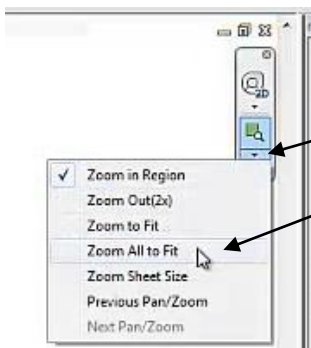 2D
Zoom in Region
Zoom Out(2x)
Zoom to Fit
Zoom All to Fit
Zoom Sheet Size
Previous Pan/Zoom
Next Pan/Zoom